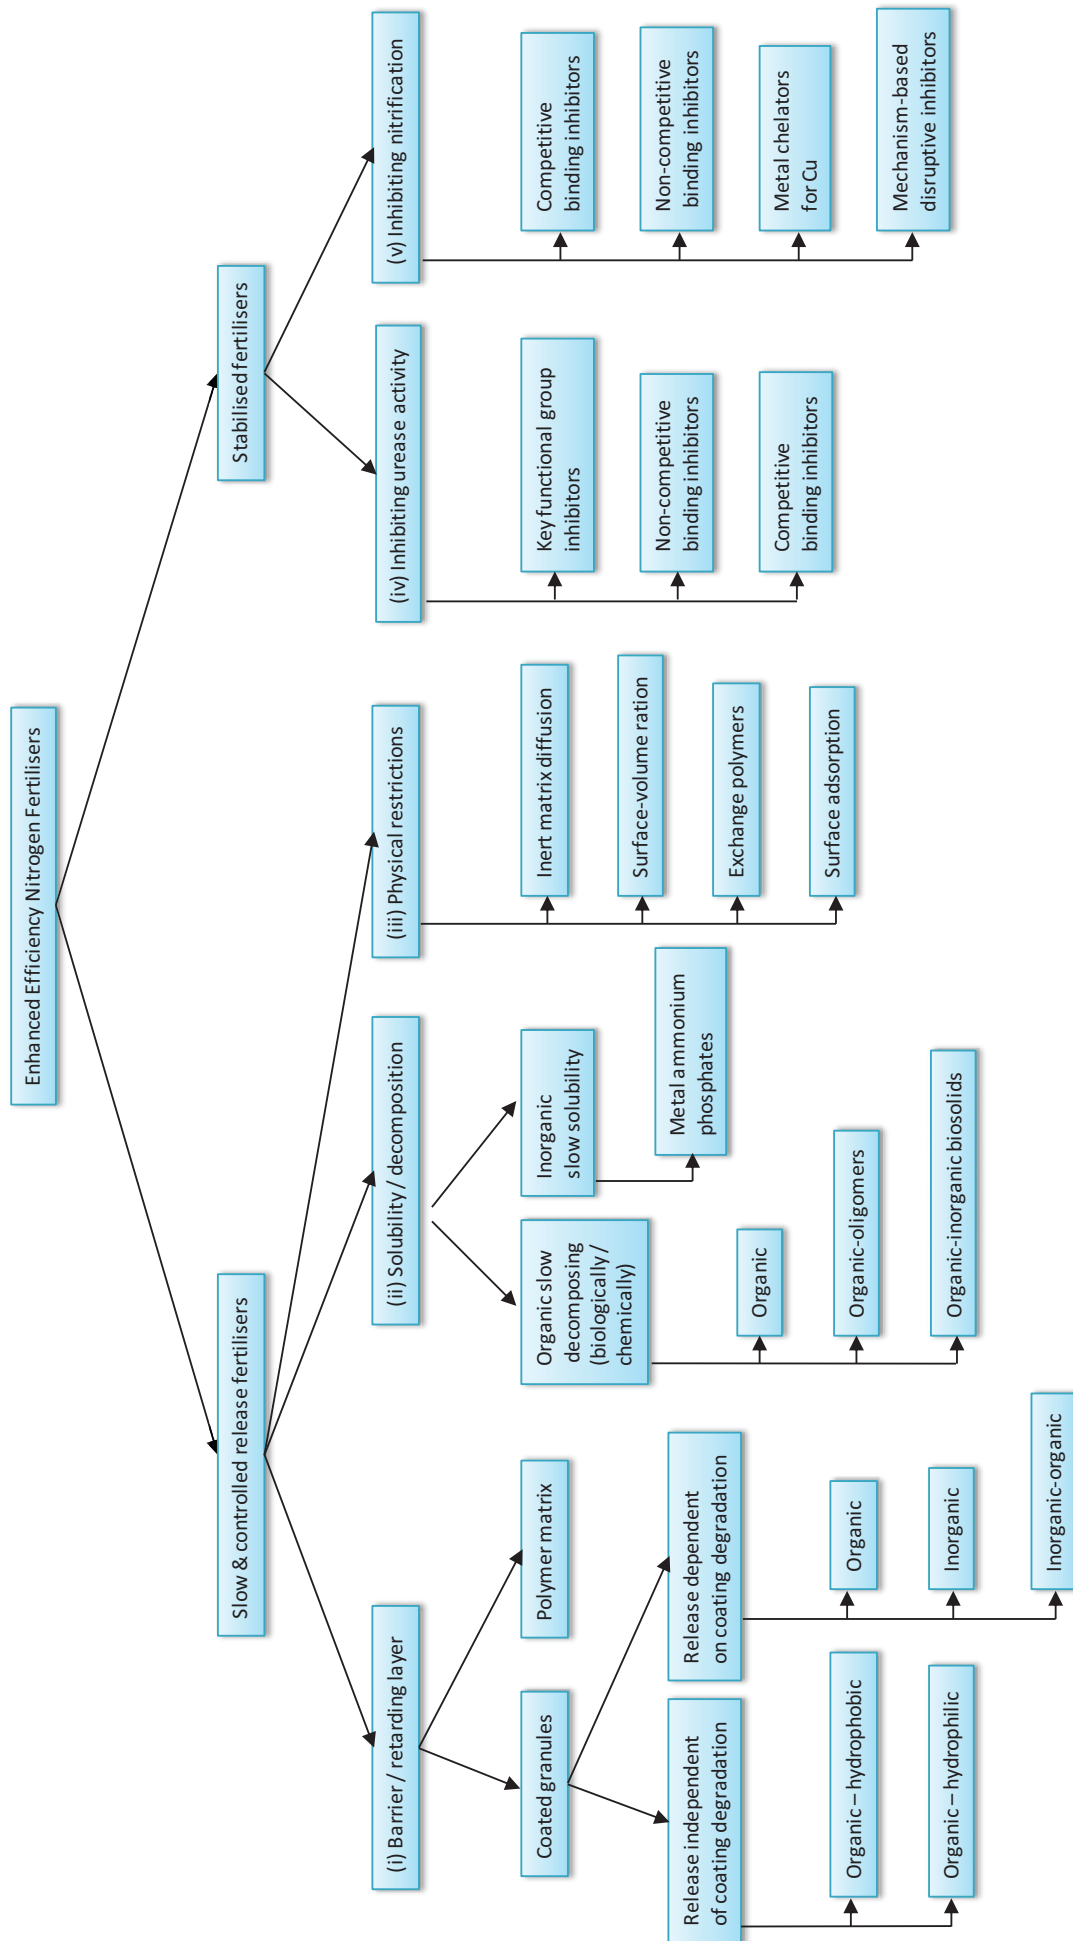 Enhanced Efficiency Nitrogen Fertilisers
Slow & controlled release fertilisers
Stabilised fertilisers
(i) Barrier / retarding layer
(ii) Solubility / decomposition
(iii) Physical restrictions
(iv) Inhibiting urease activity
(v) Inhibiting nitrification
Coated granules
Polymer matrix
Release independent
of coating degradation
Organic – hydrophobic
Organic – hydrophilic
Release dependent
on coating degradation
Organic
Inorganic
Inorganic-organic
Organic slow
decomposing
(biologically /
chemically)
Organic
Organic-oligomers
Organic-inorganic biosolids
Inorganic
slow solubility
Metal ammonium
phosphates
Inert matrix diffusion
Surface-volume ration
Exchange polymers
Surface adsorption
Key functional group
inhibitors
Non-competitive
binding inhibitors
Competitive
binding inhibitors
Competitive
binding inhibitors
Non-competitive
binding inhibitors
Metal chelators
for Cu
Mechanism-based
disruptive inhibitors